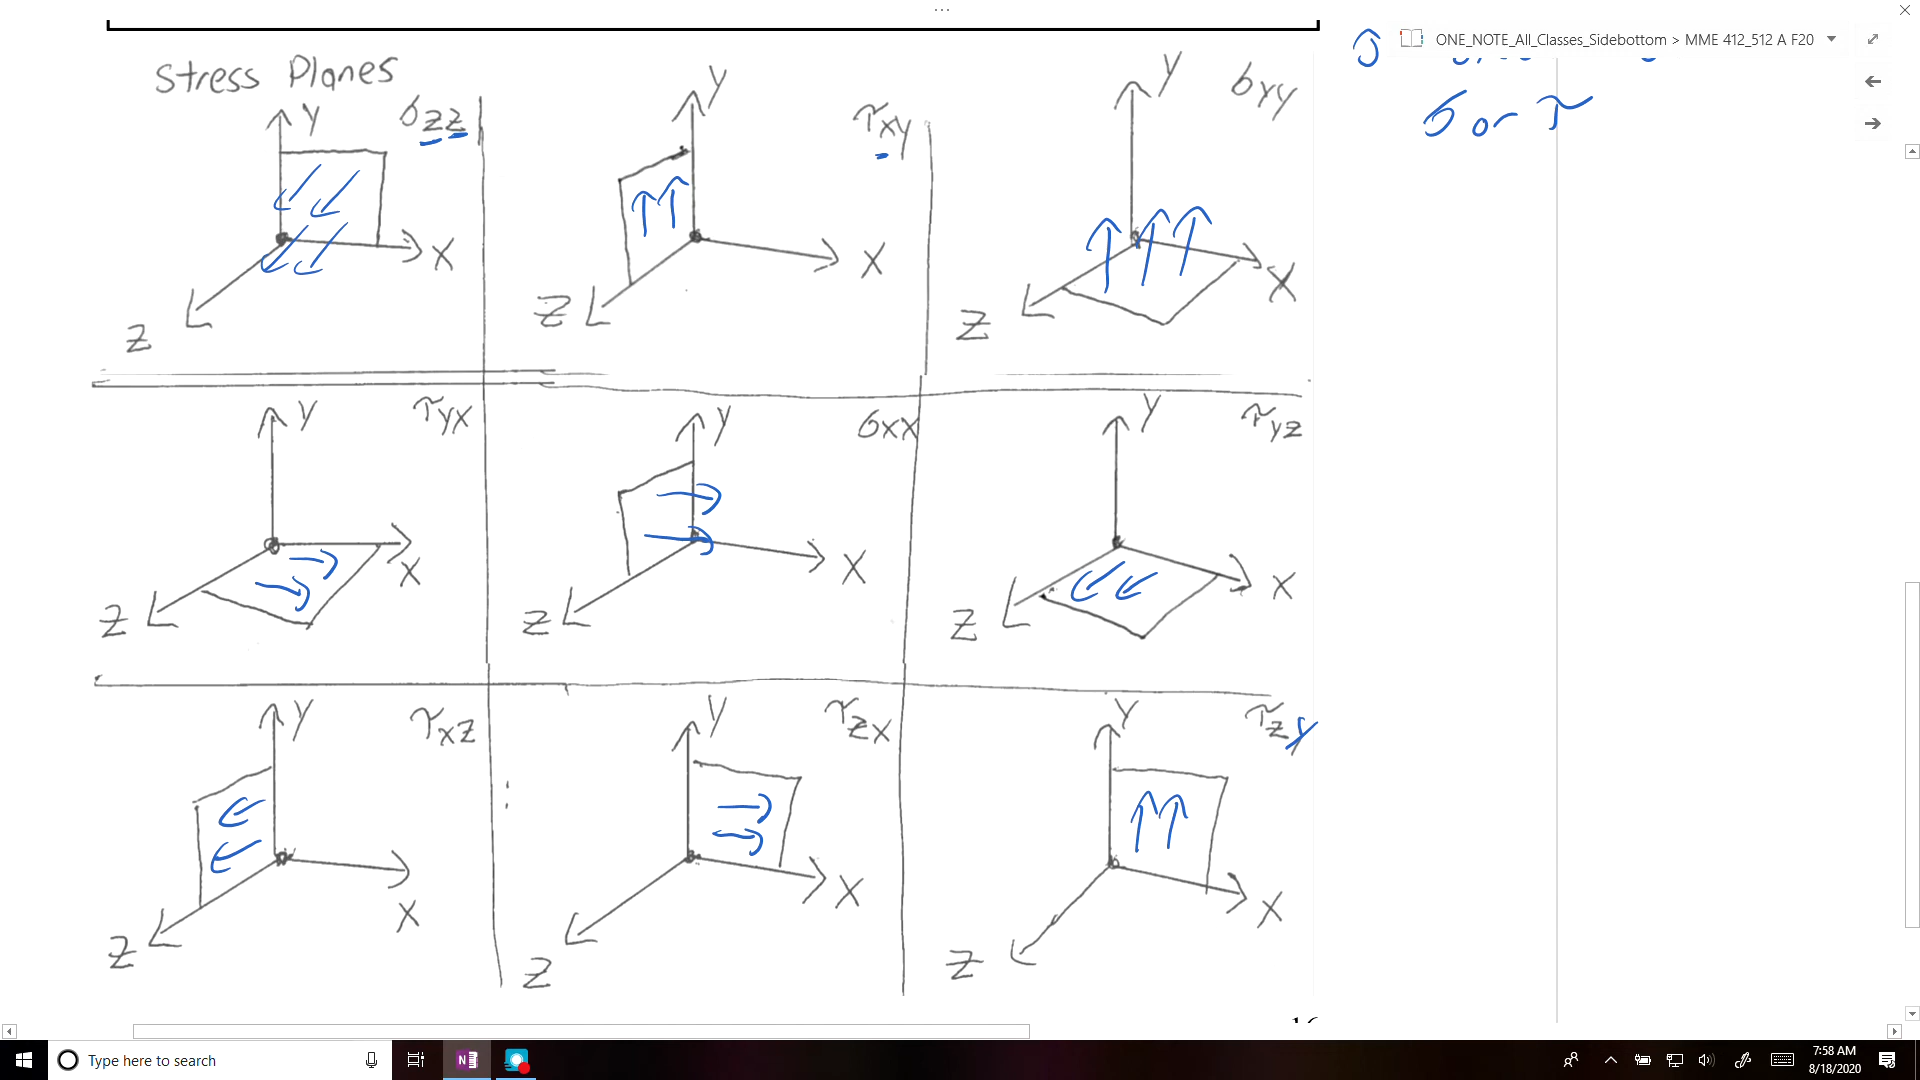 ONE_NOTE_All_Classes_Sidebottom > MME 412_512 A F20
σ or τ
Stress Planes
Y σzz
X
Z
Y τxy
X
Z
Y σxy
X
Z
Y τyx
X
Z
Y σxx
X
Z
Y τyz
X
Z
Y τxz
X
Z
Y τzx
X
Z
Y τzy
X
Z
Type here to search
7:58 AM
8/18/2020